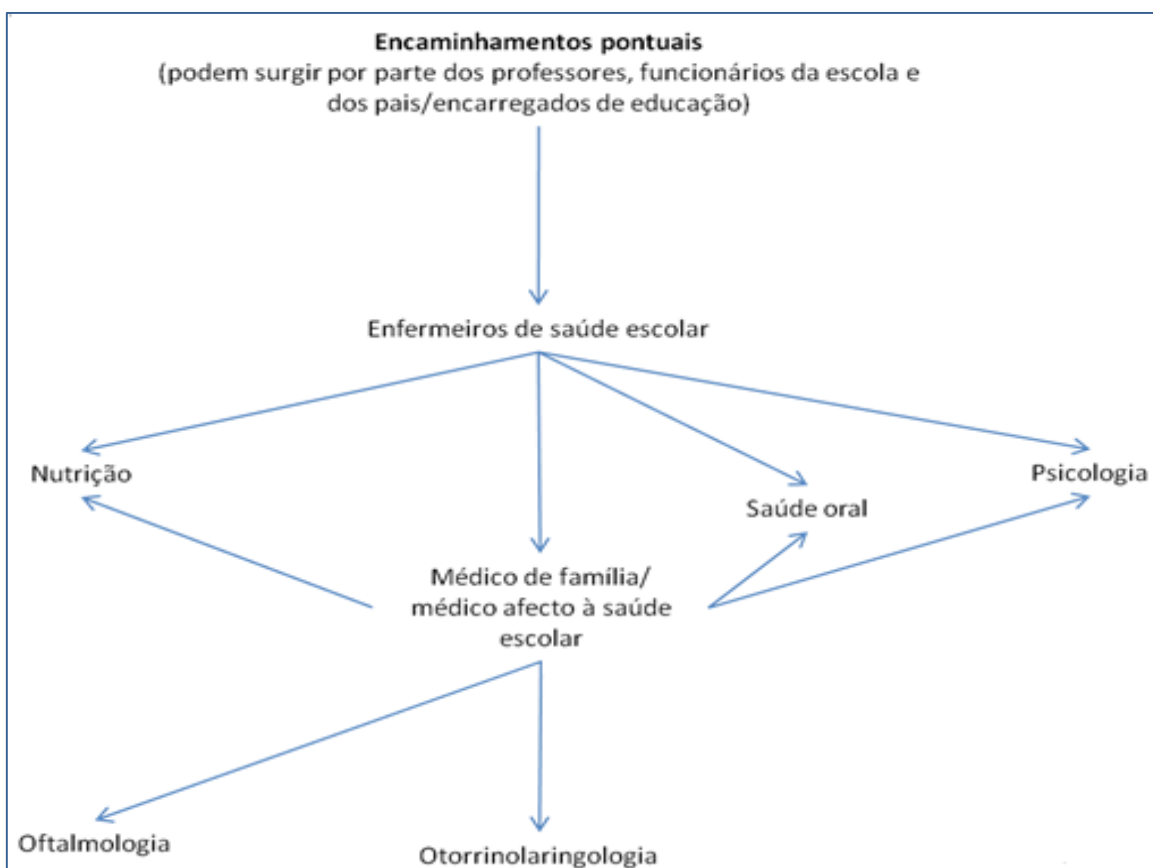 Encaminhamentos pontuais
(podem surgir por parte dos professores, funcionários da escola e
dos pais/encarregados de educação)
Enfermeiros de saúde escolar
Nutrição
Psicologia
Saúde oral
Médico de família/
médico afecto à saúde
escolar
Oftalmologia
Otorrinolaringologia